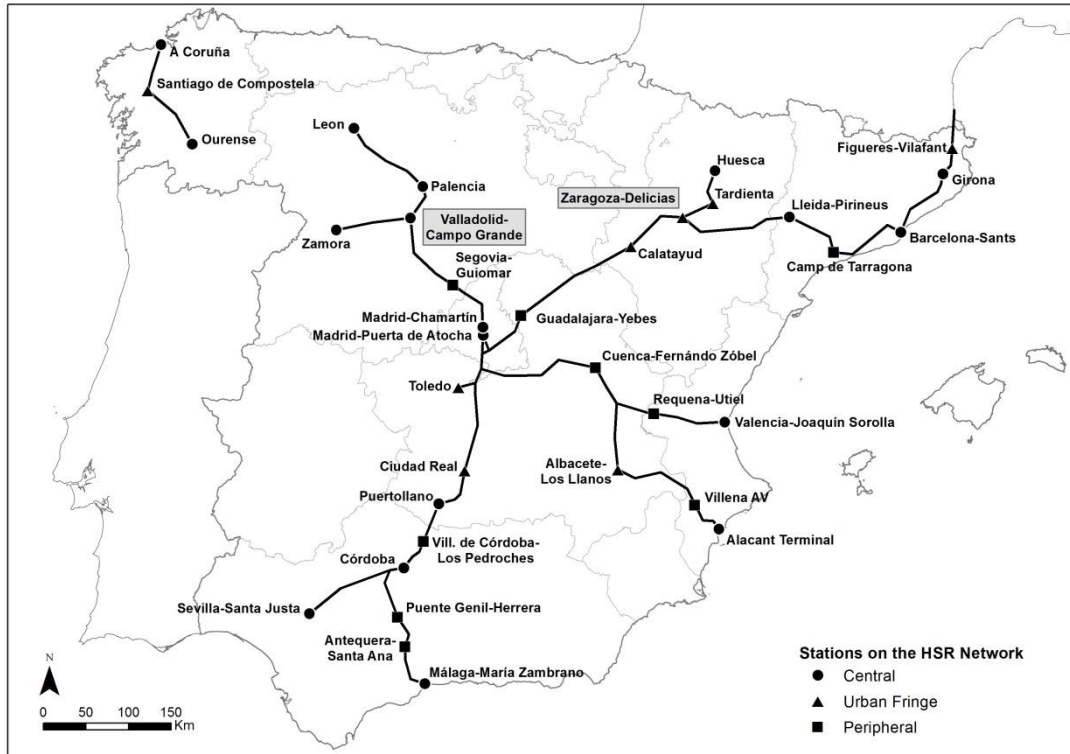 A Coruña
Santiago de Compostela
Ourense
Leon
Palencia
Zamora
Valladolid-
Campo Grande
Segovia-
Guiomar
Madrid-Chamartín
Madrid-Puerta de Atocha
Huesca
Tardienta
Zaragoza-Delicias
Calatayud
Guadalajara-Yebes
Lleida-Pirineus
Camp de Tarragona
Barcelona-Sants
Girona
Figueres-Vilafant
Toledo
Cuenca-Fernándo Zóbel
Requena-Utiel
Valencia-Joaquín Sorolla
Albacete-
Los Llanos
Villena AV
Alacant Terminal
Ciudad Real
Puertollano
Vill. de Córdoba-
Los Pedroches
Córdoba
Sevilla-Santa Justa
Puente Genil-Herrera
Antequera-
Santa Ana
Málaga-María Zambrano
N
0 50 100 150
Km
Stations on the HSR Network
Central
Urban Fringe
Peripheral